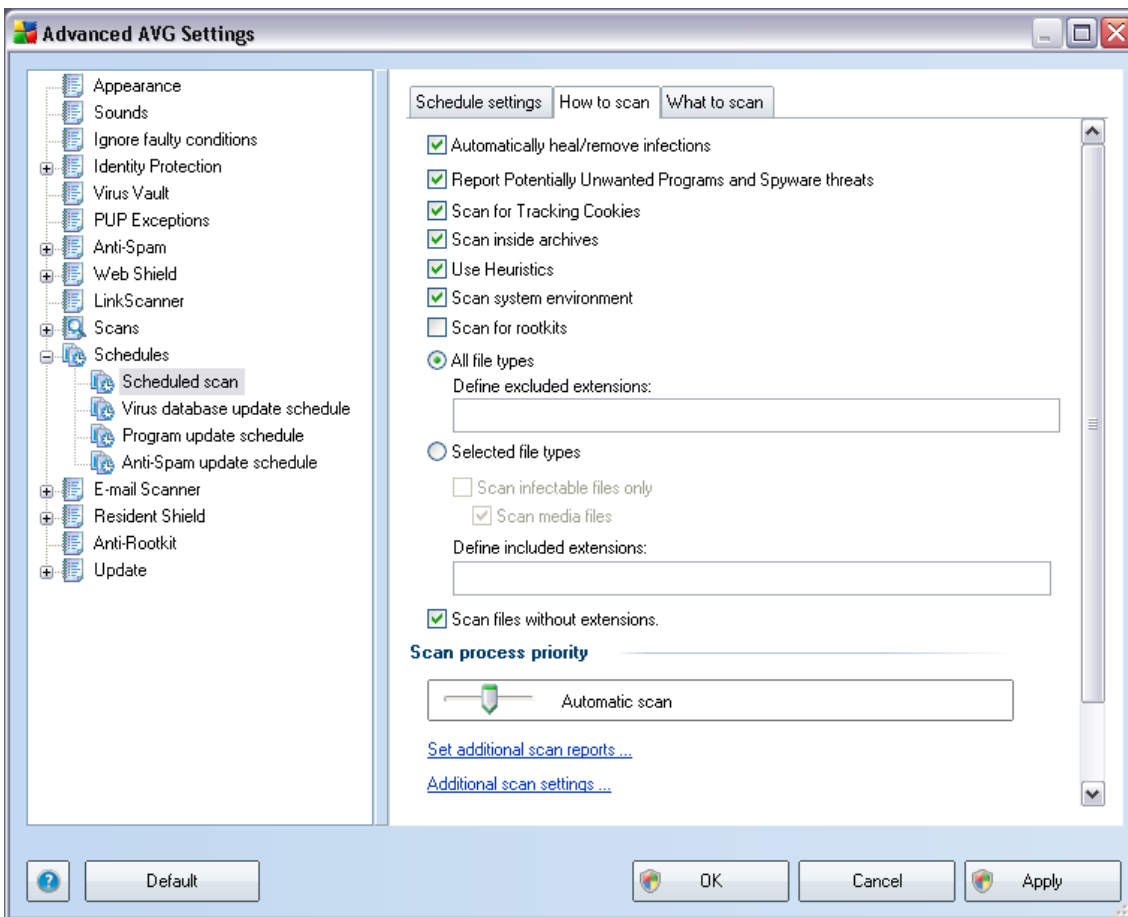 Advanced AVG Settings
Appearance
Sounds
Ignore faulty conditions
Identity Protection
Virus Vault
PUP Exceptions
Anti-Spam
Web Shield
LinkScanner
Scans
Schedules
Scheduled scan
Virus database update schedule
Program update schedule
Anti-Spam update schedule
E-mail Scanner
Resident Shield
Anti-Rootkit
Update
Schedule settings How to scan What to scan
Automatically heal/remove infections
Report Potentially Unwanted Programs and Spyware threats
Scan for Tracking Cookies
Scan inside archives
Use Heuristics
Scan system environment
Scan for rootkits
All file types
Define excluded extensions:
Selected file types
Scan infectable files only
Scan media files
Define included extensions:
Scan files without extensions.
Scan process priority
Automatic scan
Set additional scan reports ...
Additional scan settings ...
? Default OK Cancel Apply